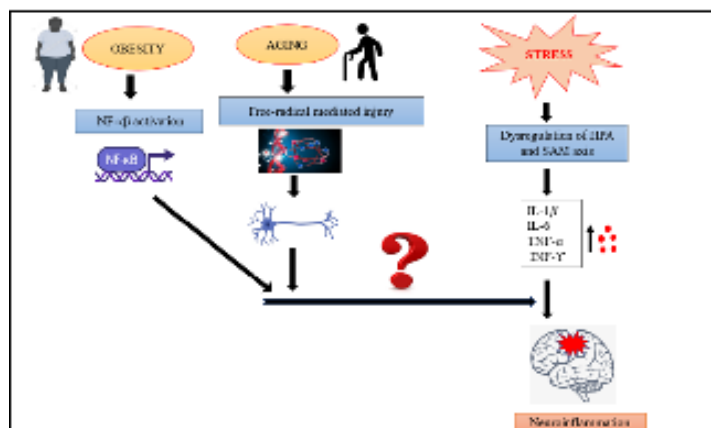 OBESITY
AGING
STRESS
NF-κβ activation
Free-radical mediated injury
Dysregulation of HPA
and SAM axis
NF-κB
IL-1β
IL-6
TNF-α
INF-γ
?
Neuroinflammation